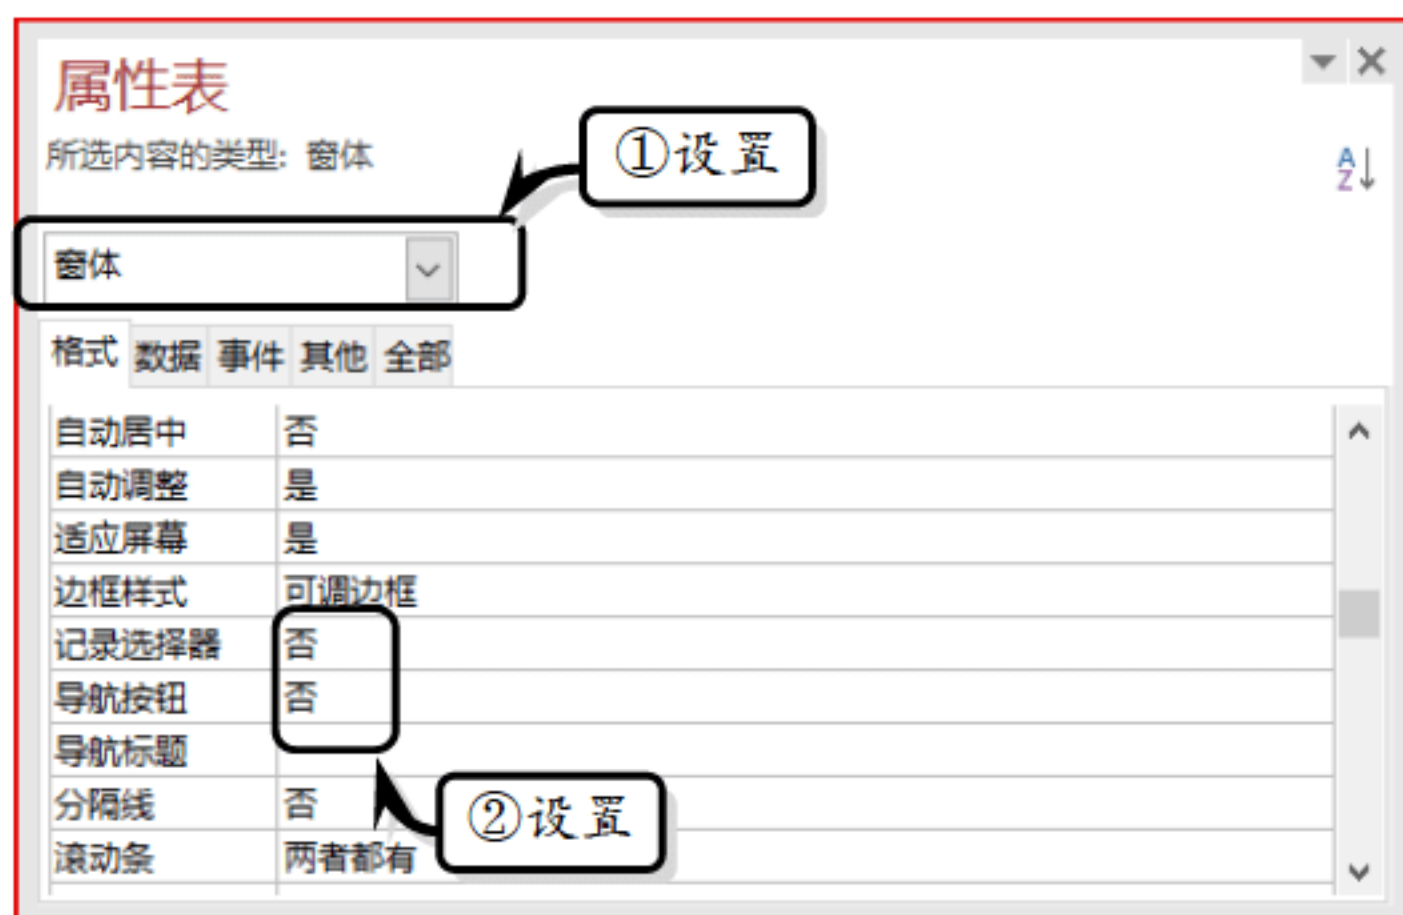 属性表
所选内容的类型: 窗体
①设置
A
Z
窗体
格式 数据 事件 其他 全部
自动居中 否
自动调整 是
适应屏幕 是
边框样式 可调边框
记录选择器 否
导航按钮 否
导航标题
分隔线 否
②设置
滚动条 两者都有